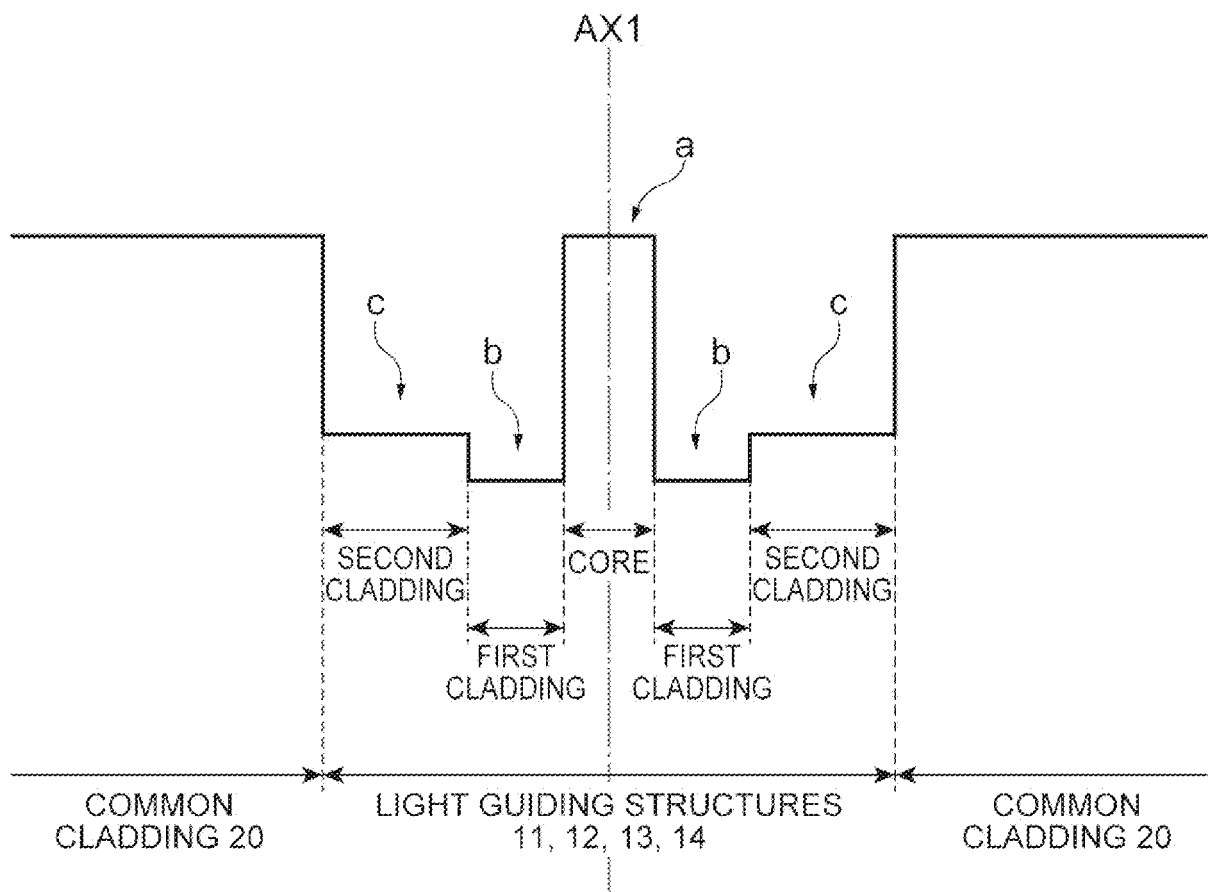 AX1
a
c
c
b
b
SECOND
CLADDING
CORE
SECOND
CLADDING
FIRST
CLADDING
FIRST
CLADDING
COMMON
CLADDING 20
LIGHT GUIDING STRUCTURES
11, 12, 13, 14
COMMON
CLADDING 20